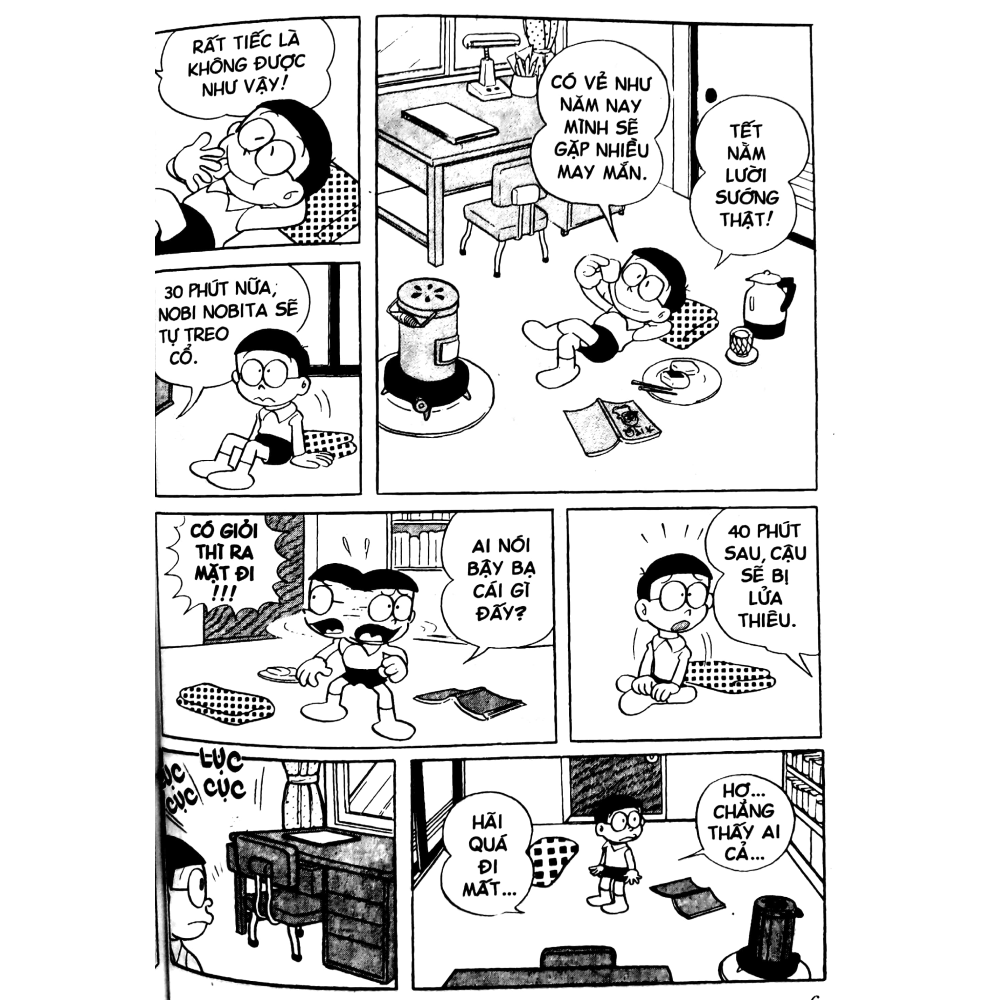 TẾT
NẰM
LƯỜI
SƯỚNG
THẬT!
CÓ VẺ NHƯ
NĂM NAY
MÌNH SẼ
GẶP NHIỀU
MAY MẮN.
RẤT TIẾC LÀ
KHÔNG ĐƯỢC
NHƯ VẬY!
30 PHÚT NỮA,
NOBI NOBITA SẼ
TỰ TREO
CỔ.
40 PHÚT
SAU, CẬU
SẼ BỊ
LỬA
THIÊU.
AI NÓI
BẬY BẠ
CÁI GÌ
ĐẤY?
CÓ GIỎI
THÌ RA
MẶT ĐI
!!!
HƠ...
CHẲNG
THẤY AI
CẢ...
HÃI
QUÁ
ĐI
MẤT...
LỤC
CỤC
LỤC
CỤC